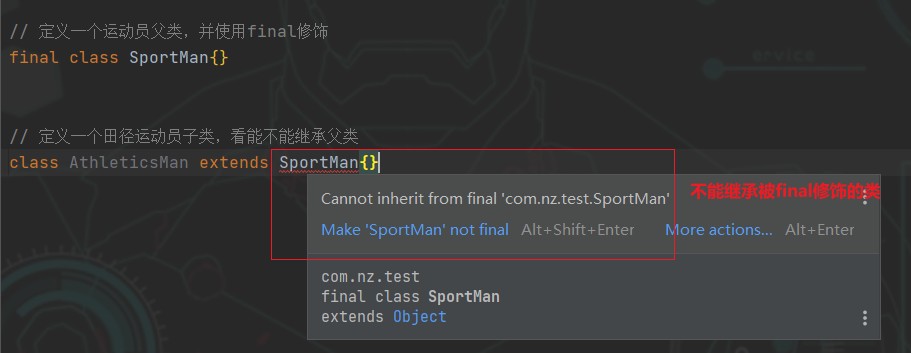 // 定义一个运动员父类，并使用final修饰
final class SportMan{}
ervice
// 定义一个田径运动员子类，看能不能继承父类
class AthleticsMan extends SportMan{}
Cannot inherit from final 'com.nz.test.SportMan'
不能继承被final修饰的类
Make 'SportMan' not final Alt+Shift+Enter More actions... Alt+Enter
com.nz.test
final class SportMan
extends Object